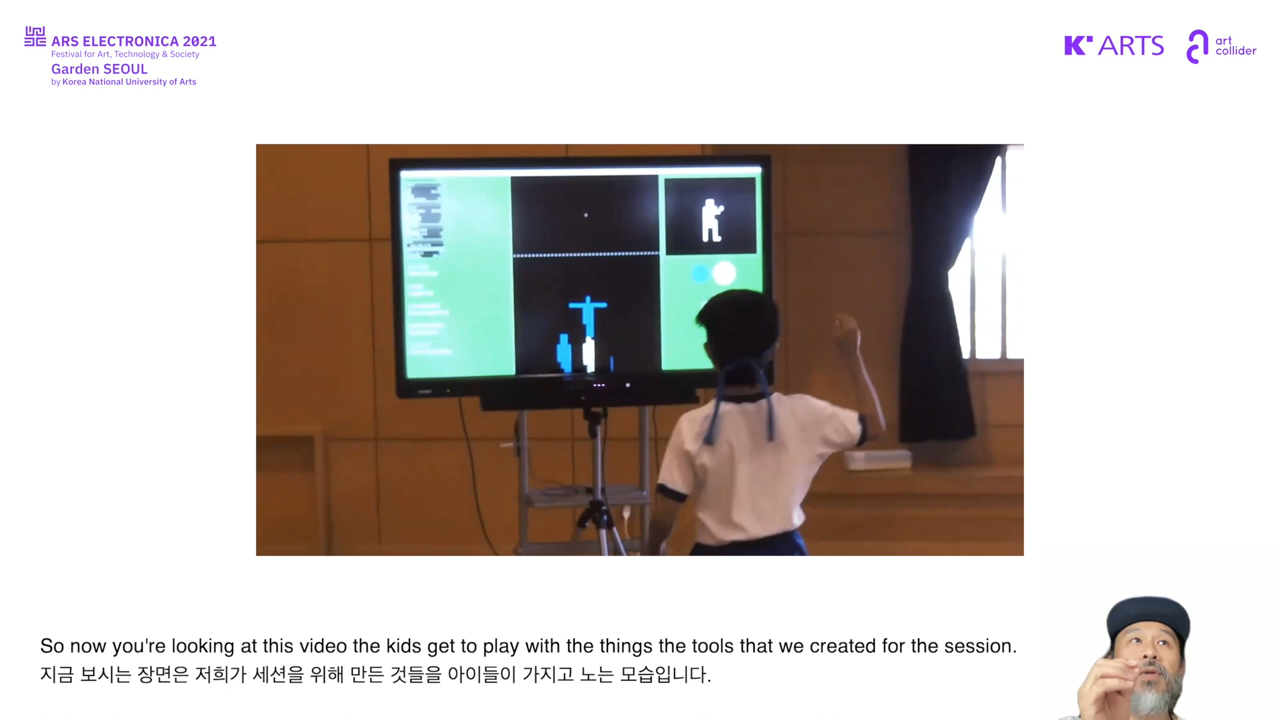 ARS ELECTRONICA 2021
Festival for Art, Technology & Society
Garden SEOUL
by Korea National University of Arts
K' ARTS
art
collider
So now you're looking at this video the kids get to play with the things the tools that we created for the session.
지금 보시는 장면은 저희가 세션을 위해 만든 것들을 아이들이 가지고 노는 모습입니다.